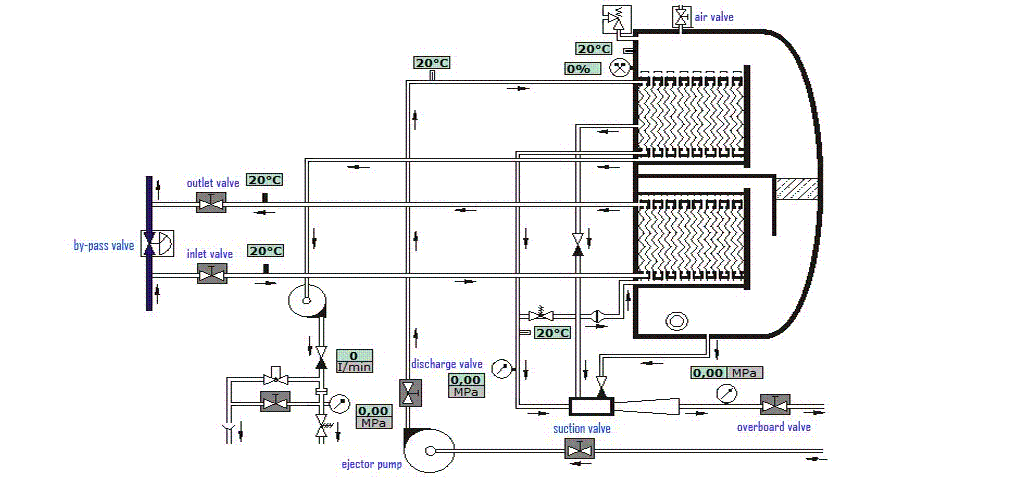 air valve
20°C
20°C
0%
outlet valve
20°C
by-pass valve
inlet valve
20°C
20°C
0
l/min
discharge valve
0,00
MPa
0,00 MPa
0,00
MPa
suction valve
overboard valve
ejector pump